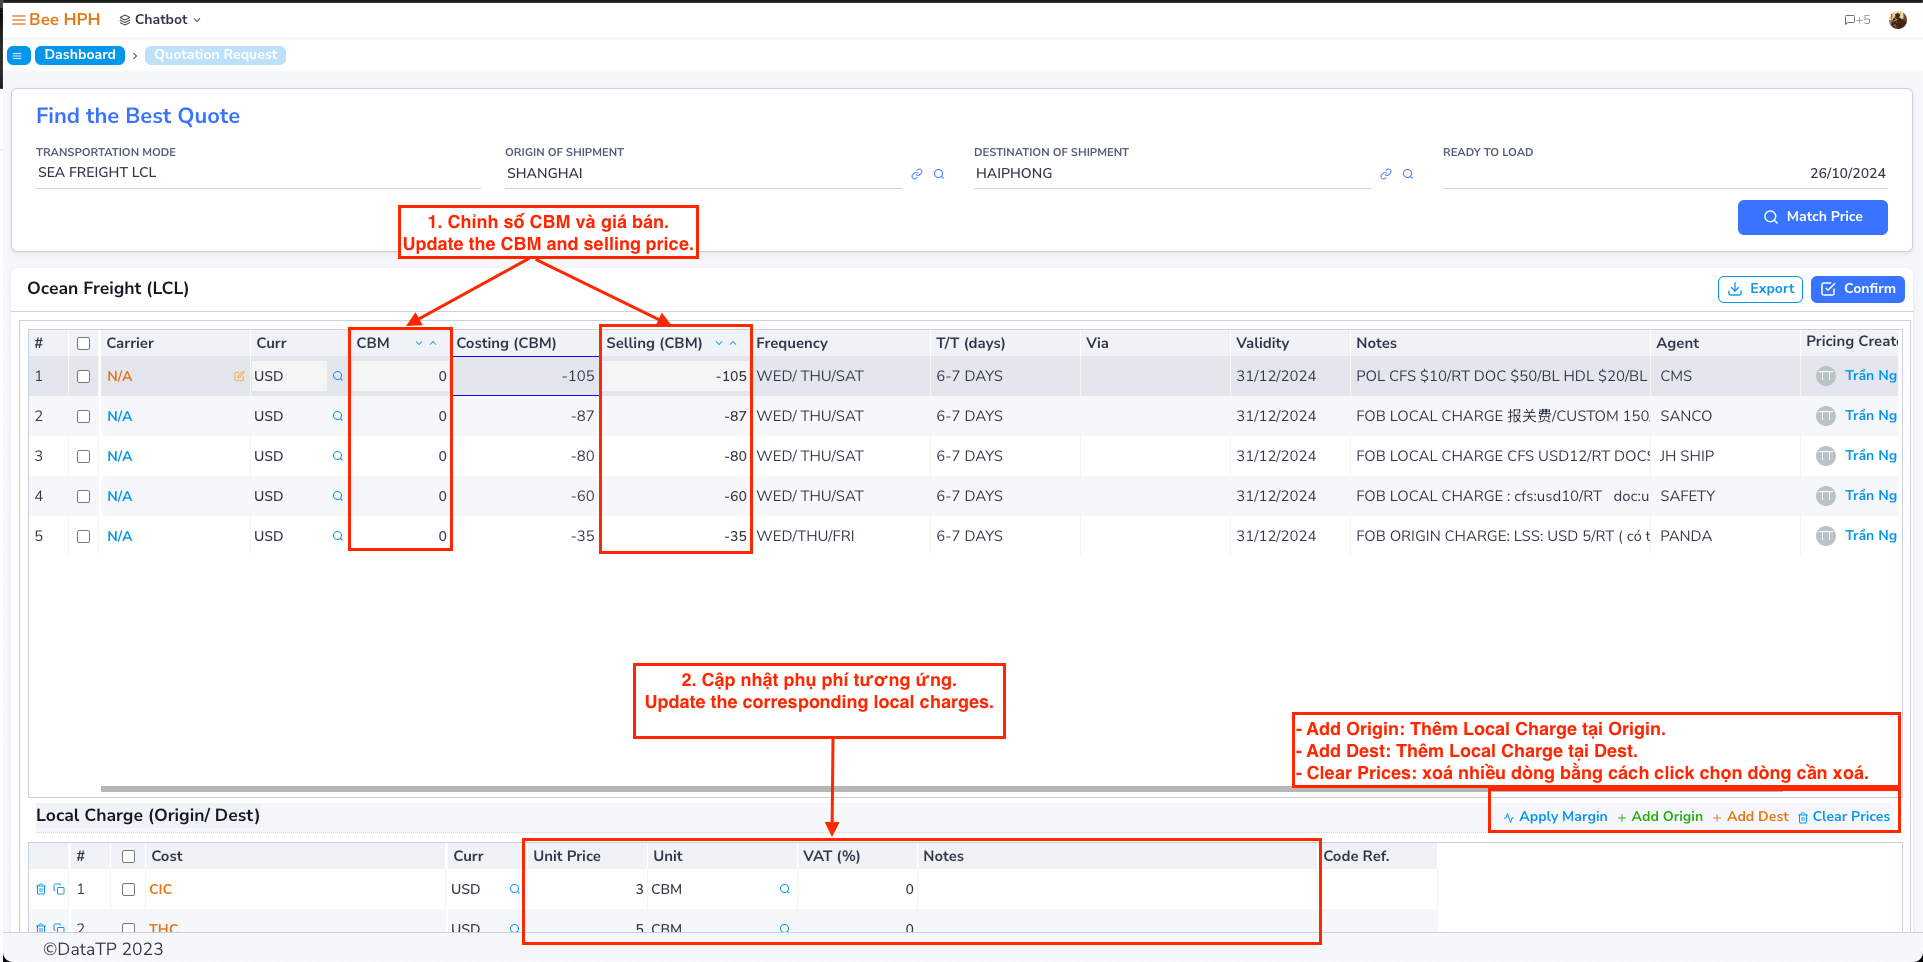 Bee HPH Chatbot +5
Dashboard › Quotation Request
Find the Best Quote
TRANSPORTATION MODE ORIGIN OF SHIPMENT DESTINATION OF SHIPMENT READY TO LOAD
SEA FREIGHT LCL SHANGHAI HAIPHONG 26/10/2024
1. Chỉnh số CBM và giá bán.
Update the CBM and selling price.
Match Price
Ocean Freight (LCL) Export Confirm
# Carrier Curr CBM Costing (CBM) Selling (CBM) Frequency T/T (days) Via Validity Notes Agent Pricing Create
1 N/A USD 0 -105 -105 WED/ THU/SAT 6-7 DAYS 31/12/2024 POL CFS $10/RT DOC $50/BL HDL $20/BL CMS TT Trần Ng
2 N/A USD 0 -87 -87 WED/ THU/SAT 6-7 DAYS 31/12/2024 FOB LOCAL CHARGE 报关费/CUSTOM 150/ SANCO TT Trần Ng
3 N/A USD 0 -80 -80 WED/ THU/SAT 6-7 DAYS 31/12/2024 FOB LOCAL CHARGE CFS USD12/RT DOCS JH SHIP TT Trần Ng
4 N/A USD 0 -60 -60 WED/ THU/SAT 6-7 DAYS 31/12/2024 FOB LOCAL CHARGE : cfs:usd10/RT doc:u SAFETY TT Trần Ng
5 N/A USD 0 -35 -35 WED/THU/FRI 6-7 DAYS 31/12/2024 FOB ORIGIN CHARGE: LSS: USD 5/RT ( có t PANDA TT Trần Ng
2. Cập nhật phụ phí tương ứng.
Update the corresponding local charges.
- Add Origin: Thêm Local Charge tại Origin.
- Add Dest: Thêm Local Charge tại Dest.
- Clear Prices: xoá nhiều dòng bằng cách click chọn dòng cần xoá.
Local Charge (Origin/ Dest) Apply Margin + Add Origin + Add Dest Clear Prices
# Cost Curr Unit Price Unit VAT (%) Notes Code Ref.
1 CIC USD 3 CBM 0
2 THC USD 5 CBM 0
©DataTP 2023